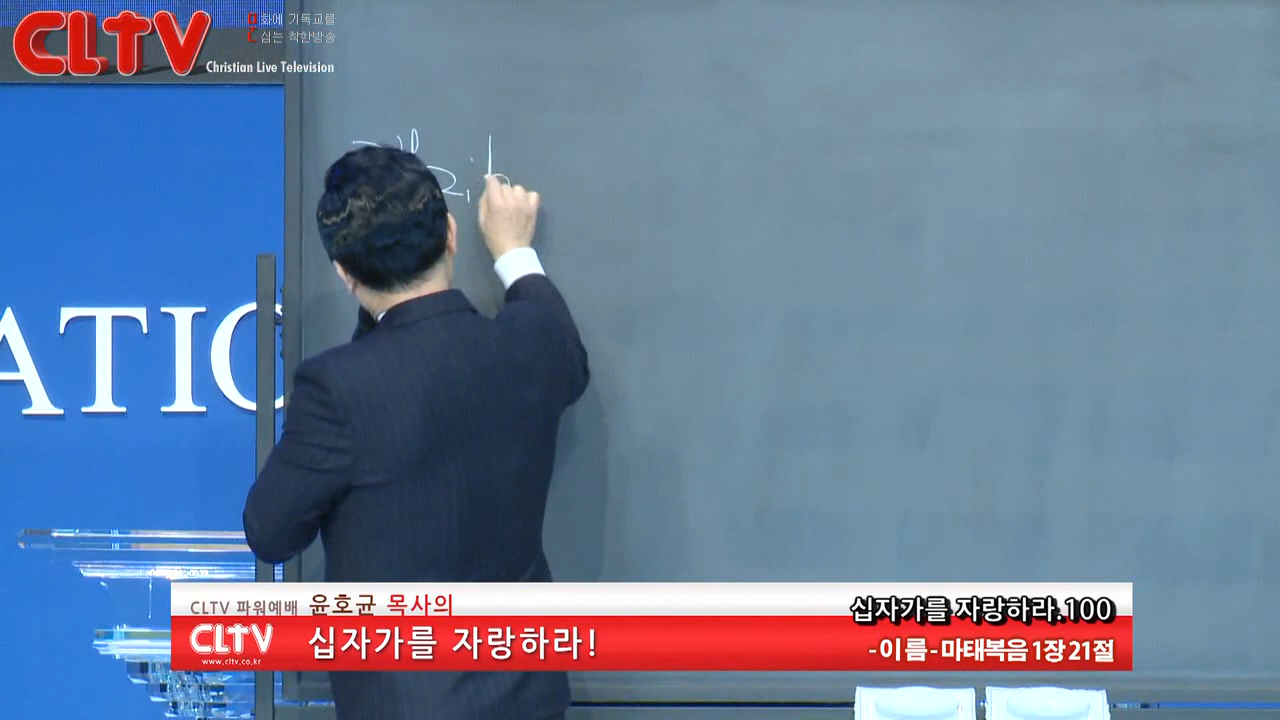 CLTV
문화에 기독교를
심는 착한방송
Christian Live Television
ATIO
CLTV 파워예배 윤호균 목사의
십자가를 자랑하라.100
CLTV
www.cltv.co.kr
십자가를 자랑하라!
- 이름 - 마태복음 1장 21절